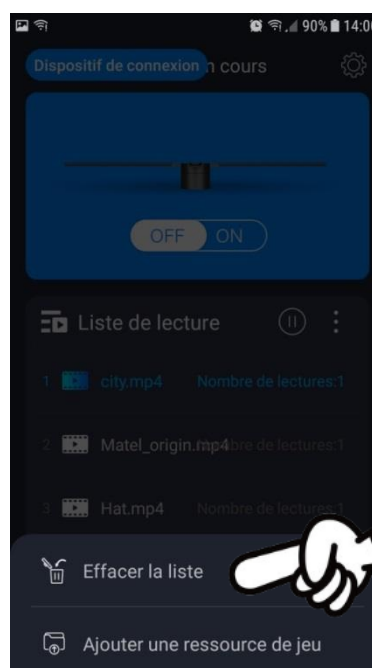 90% 14:00
Dispositif de connexion n cours
OFF ON
Liste de lecture
1 city.mp4 Nombre de lectures:1
2 Matel_origin.mp4 Nombre de lectures:1
3 Hat.mp4 Nombre de lectures:1
Effacer la liste
Ajouter une ressource de jeu